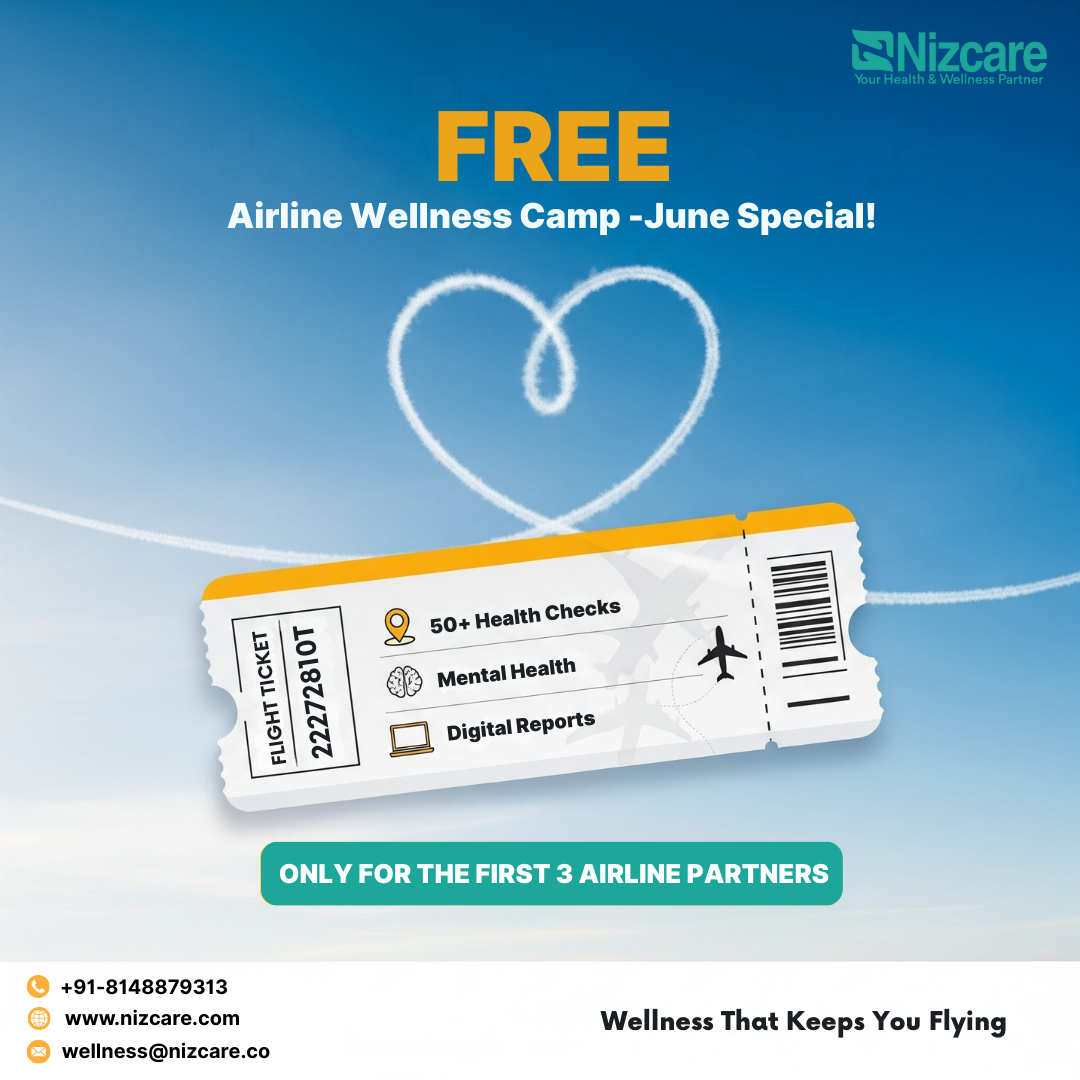 Nizcare
Your Health & Wellness Partner
FREE
Airline Wellness Camp -June Special!
FLIGHT TICKET
22272810T
50+ Health Checks
Mental Health
Digital Reports
ONLY FOR THE FIRST 3 AIRLINE PARTNERS
+91-8148879313
www.nizcare.com
wellness@nizcare.co
Wellness That Keeps You Flying